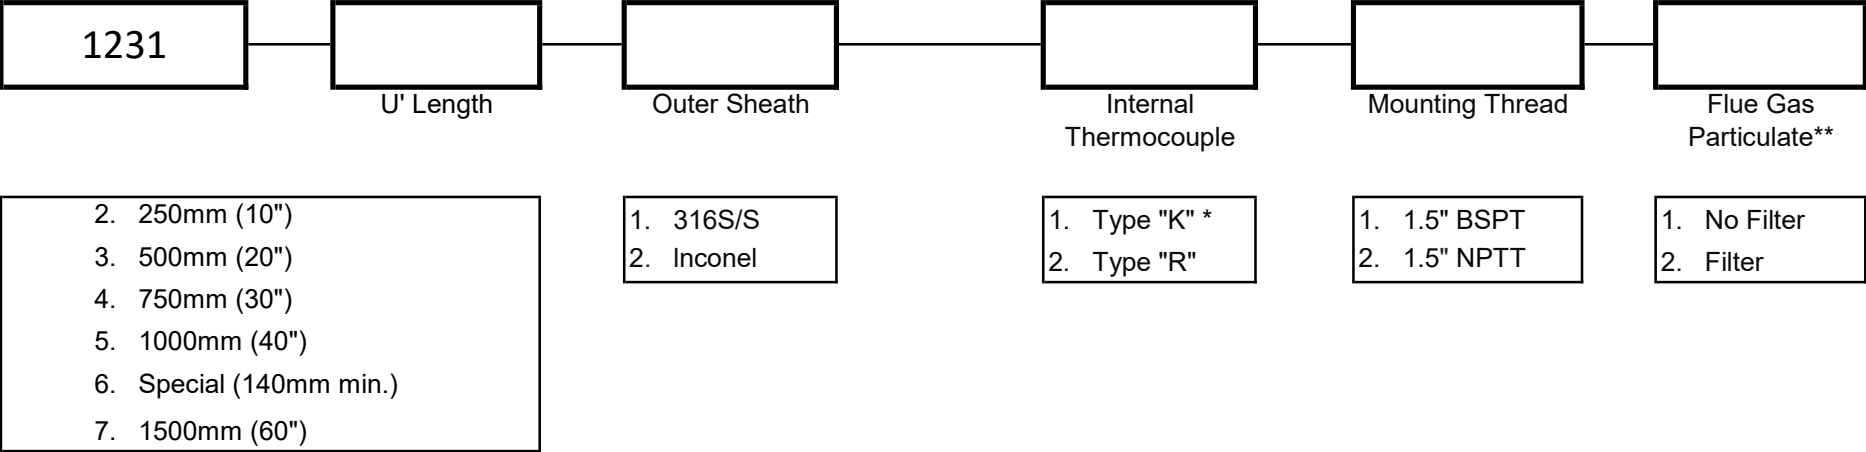 1231
U' Length
Outer Sheath
Internal
Thermocouple
Mounting Thread
Flue Gas
Particulate**
2. 250mm (10")
3. 500mm (20")
4. 750mm (30")
5. 1000mm (40")
6. Special (140mm min.)
7. 1500mm (60")
1. 316S/S
2. Inconel
1. Type "K" *
2. Type "R"
1. 1.5" BSPT
2. 1.5" NPTT
1. No Filter
2. Filter